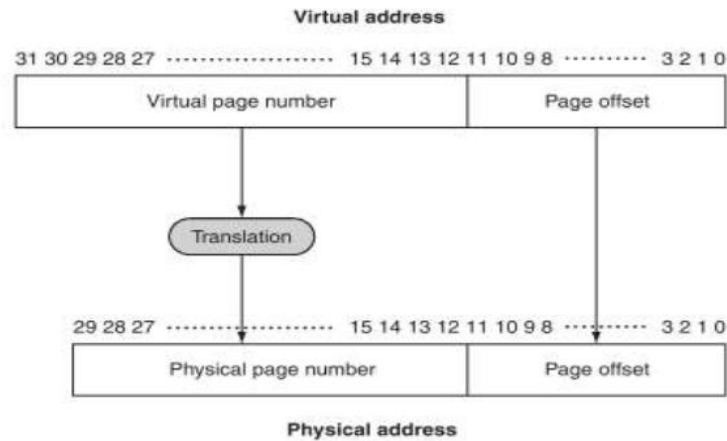 Virtual address
31 30 29 28 27 ······················ 15 14 13 12 11 10 9 8 ·········· 3 2 1 0
Virtual page number Page offset
Translation
29 28 27 ······················ 15 14 13 12 11 10 9 8 ·········· 3 2 1 0
Physical page number Page offset
Physical address